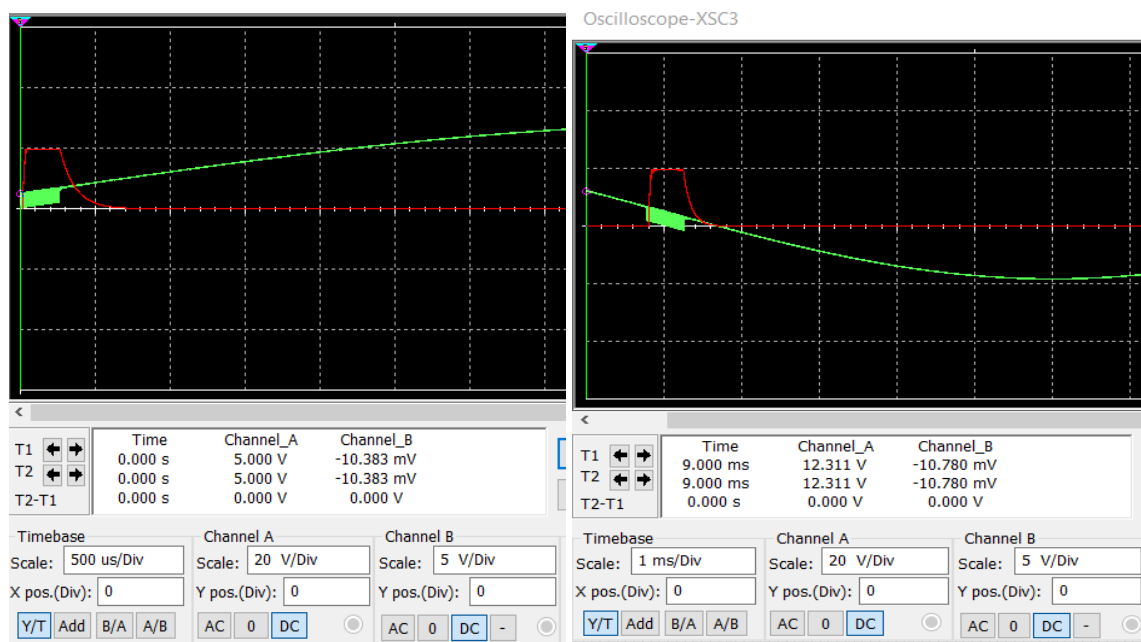 Oscilloscope-XSC3
Time Channel_A Channel_B
T1 0.000 s 5.000 V -10.383 mV
T2 0.000 s 5.000 V -10.383 mV
T2-T1 0.000 s 0.000 V 0.000 V
Timebase Channel A Channel B
Scale: 500 us/Div Scale: 20 V/Div Scale: 5 V/Div
X pos.(Div): 0 Y pos.(Div): 0 Y pos.(Div): 0
Y/T Add B/A A/B AC 0 DC AC 0 DC -
Time Channel_A Channel_B
T1 9.000 ms 12.311 V -10.780 mV
T2 9.000 ms 12.311 V -10.780 mV
T2-T1 0.000 s 0.000 V 0.000 V
Timebase Channel A Channel B
Scale: 1 ms/Div Scale: 20 V/Div Scale: 5 V/Div
X pos.(Div): 0 Y pos.(Div): 0 Y pos.(Div): 0
Y/T Add B/A A/B AC 0 DC AC 0 DC -